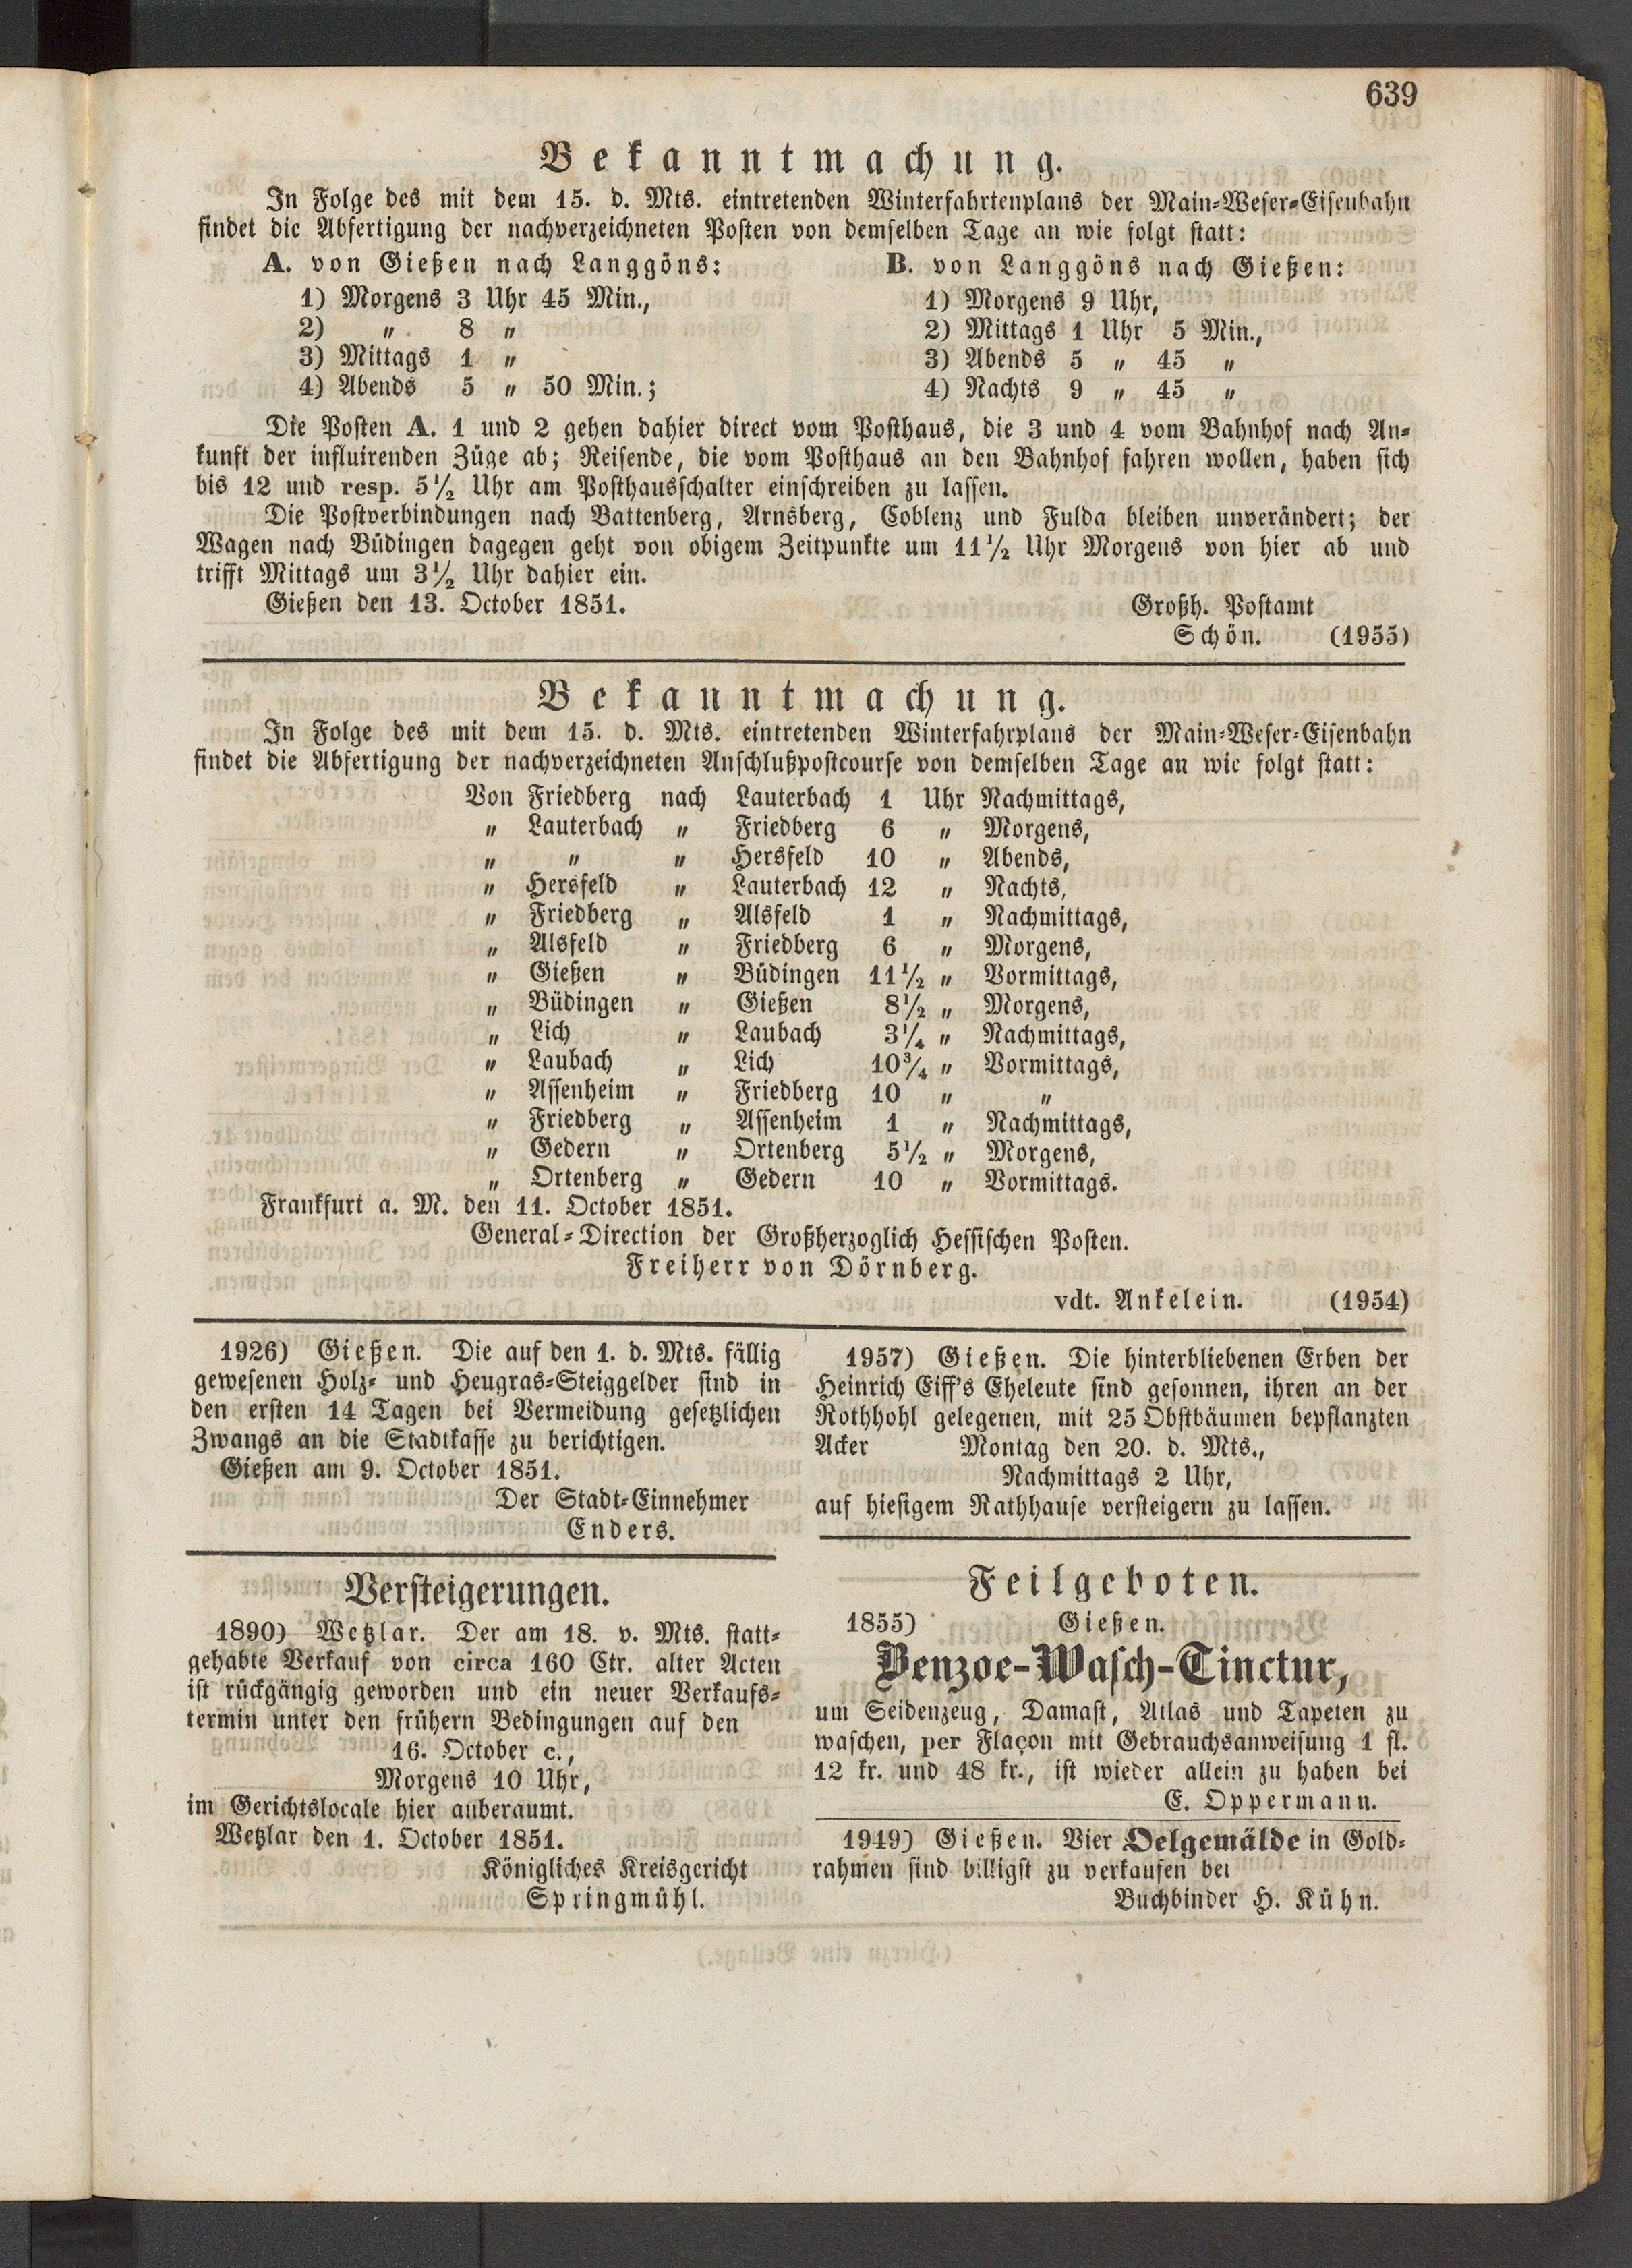 639
Bekanntmachung.
In Folge des mit dem 15. d. Mts. eintretenden Winterfahrtenplans der Main-Weser-Eisenbahn
findet die Abfertigung der nachverzeichneten Posten von demselben Tage an wie folgt statt:
A. von Gießen nach Langgöns:
1) Morgens 3 Uhr 45 Min.,
2) " 8 "
3) Mittags 1 "
4) Abends 5 " 50 Min.;
B. von Langgöns nach Gießen:
1) Morgens 9 Uhr,
2) Mittags 1 Uhr 5 Min.,
3) Abends 5 " 45 "
4) Nachts 9 " 45 "
Die Posten A. 1 und 2 gehen dahier direct vom Posthaus, die 3 und 4 vom Bahnhof nach An-
kunft der influirenden Züge ab; Reisende, die vom Posthaus an den Bahnhof fahren wollen, haben sich
bis 12 und resp. 5½ Uhr am Posthausschalter einschreiben zu lassen.
Die Postverbindungen nach Battenberg, Arnsberg, Coblenz und Fulda bleiben unverändert; der
Wagen nach Büdingen dagegen geht von obigem Zeitpunkte um 11½ Uhr Morgens von hier ab und
trifft Mittags um 3½ Uhr dahier ein.
Gießen den 13. October 1851. Großh. Postamt
Schön. (1955)
Bekanntmachung.
In Folge des mit dem 15. d. Mts. eintretenden Winterfahrplans der Main-Weser-Eisenbahn
findet die Abfertigung der nachverzeichneten Anschlußpostcourse von demselben Tage an wie folgt statt:
Von Friedberg nach Lauterbach 1 Uhr Nachmittags,
" Lauterbach " Friedberg 6 " Morgens,
" " " Hersfeld 10 " Abends,
" Hersfeld " Lauterbach 12 " Nachts,
" Friedberg " Alsfeld 1 " Nachmittags,
" Alsfeld " Friedberg 6 " Morgens,
" Gießen " Büdingen 11½ " Vormittags,
" Büdingen " Gießen 8½ " Morgens,
" Lich " Laubach 3¼ " Nachmittags,
" Laubach " Lich 10¾ " Vormittags,
" Assenheim " Friedberg 10 " "
" Friedberg " Assenheim 1 " Nachmittags,
" Gedern " Ortenberg 5½ " Morgens,
" Ortenberg " Gedern 10 " Vormittags.
Frankfurt a. M. den 11. October 1851.
General-Direction der Großherzoglich Hessischen Posten.
Freiherr von Dörnberg.
vdt. Ankelein. (1954)
1926) Gießen. Die auf den 1. d. Mts. fällig
gewesenen Holz- und Heugras-Steiggelder sind in
den ersten 14 Tagen bei Vermeidung gesetzlichen
Zwangs an die Stadtkasse zu berichtigen.
Gießen am 9. October 1851.
Der Stadt-Einnehmer
Enders.
Versteigerungen.
1890) Wetzlar. Der am 18. v. Mts. statt-
gehabte Verkauf von circa 160 Ctr. alter Acten
ist rückgängig geworden und ein neuer Verkaufs-
termin unter den frühern Bedingungen auf den
16. October c.,
Morgens 10 Uhr,
im Gerichtslocale hier anberaumt.
Wetzlar den 1. October 1851.
Königliches Kreisgericht
Springmühl.
1957) Gießen. Die hinterbliebenen Erben der
Heinrich Eiff's Eheleute sind gesonnen, ihren an der
Rothhohl gelegenen, mit 25 Obstbäumen bepflanzten
Acker Montag den 20. d. Mts.,
Nachmittags 2 Uhr,
auf hiesigem Rathhause versteigern zu lassen.
Feilgeboten.
1855) Gießen.
Benzoe-Wasch-Tinctur,
um Seidenzeug, Damast, Atlas und Tapeten zu
waschen, per Flaçon mit Gebrauchsanweisung 1 fl.
12 kr. und 48 kr., ist wieder allein zu haben bei
E. Oppermann.
1949) Gießen. Vier Oelgemälde in Gold-
rahmen sind billigst zu verkaufen bei
Buchbinder H. Kühn.